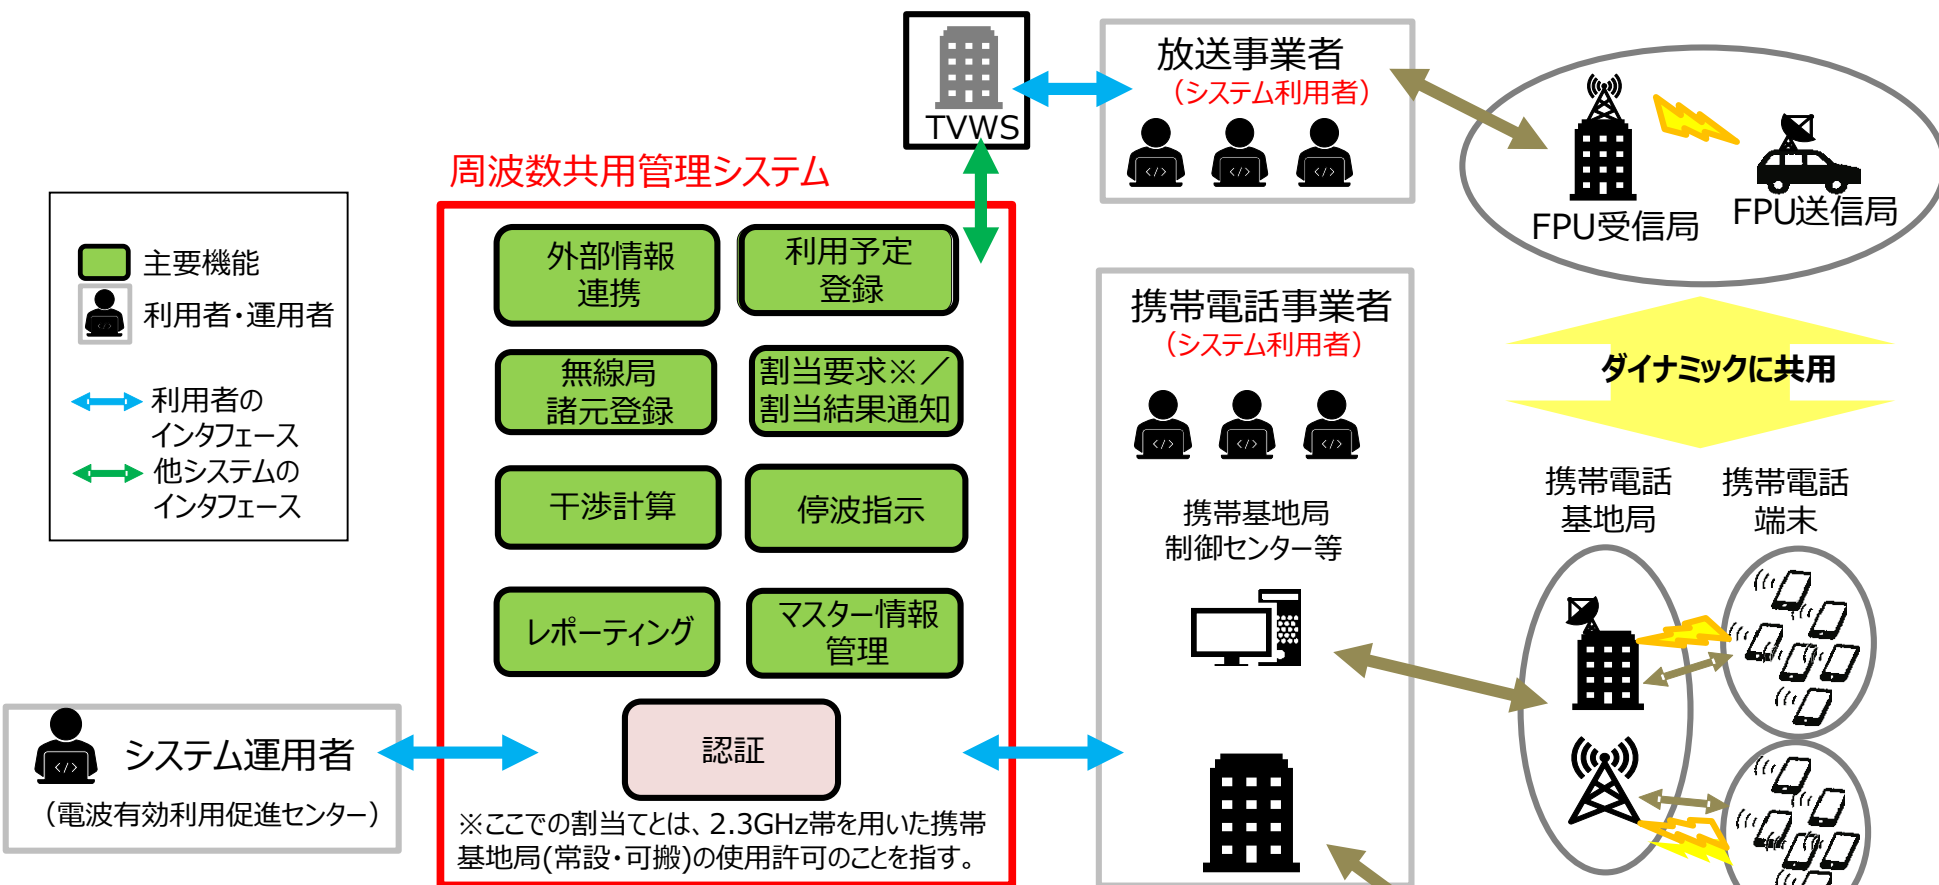 TVWS
放送事業者
（システム利用者）
FPU受信局
FPU送信局
周波数共用管理システム
主要機能
利用者・運用者
利用者の
インタフェース
他システムの
インタフェース
外部情報
連携
利用予定
登録
無線局
諸元登録
割当要求※／
割当結果通知
干渉計算
停波指示
レポーティング
マスター情報
管理
認証
※ここでの割当てとは、2.3GHz帯を用いた携帯
基地局(常設・可搬)の使用許可のことを指す。
システム運用者
（電波有効利用促進センター）
携帯電話事業者
（システム利用者）
携帯基地局
制御センター等
ダイナミックに共用
携帯電話
基地局
携帯電話
端末